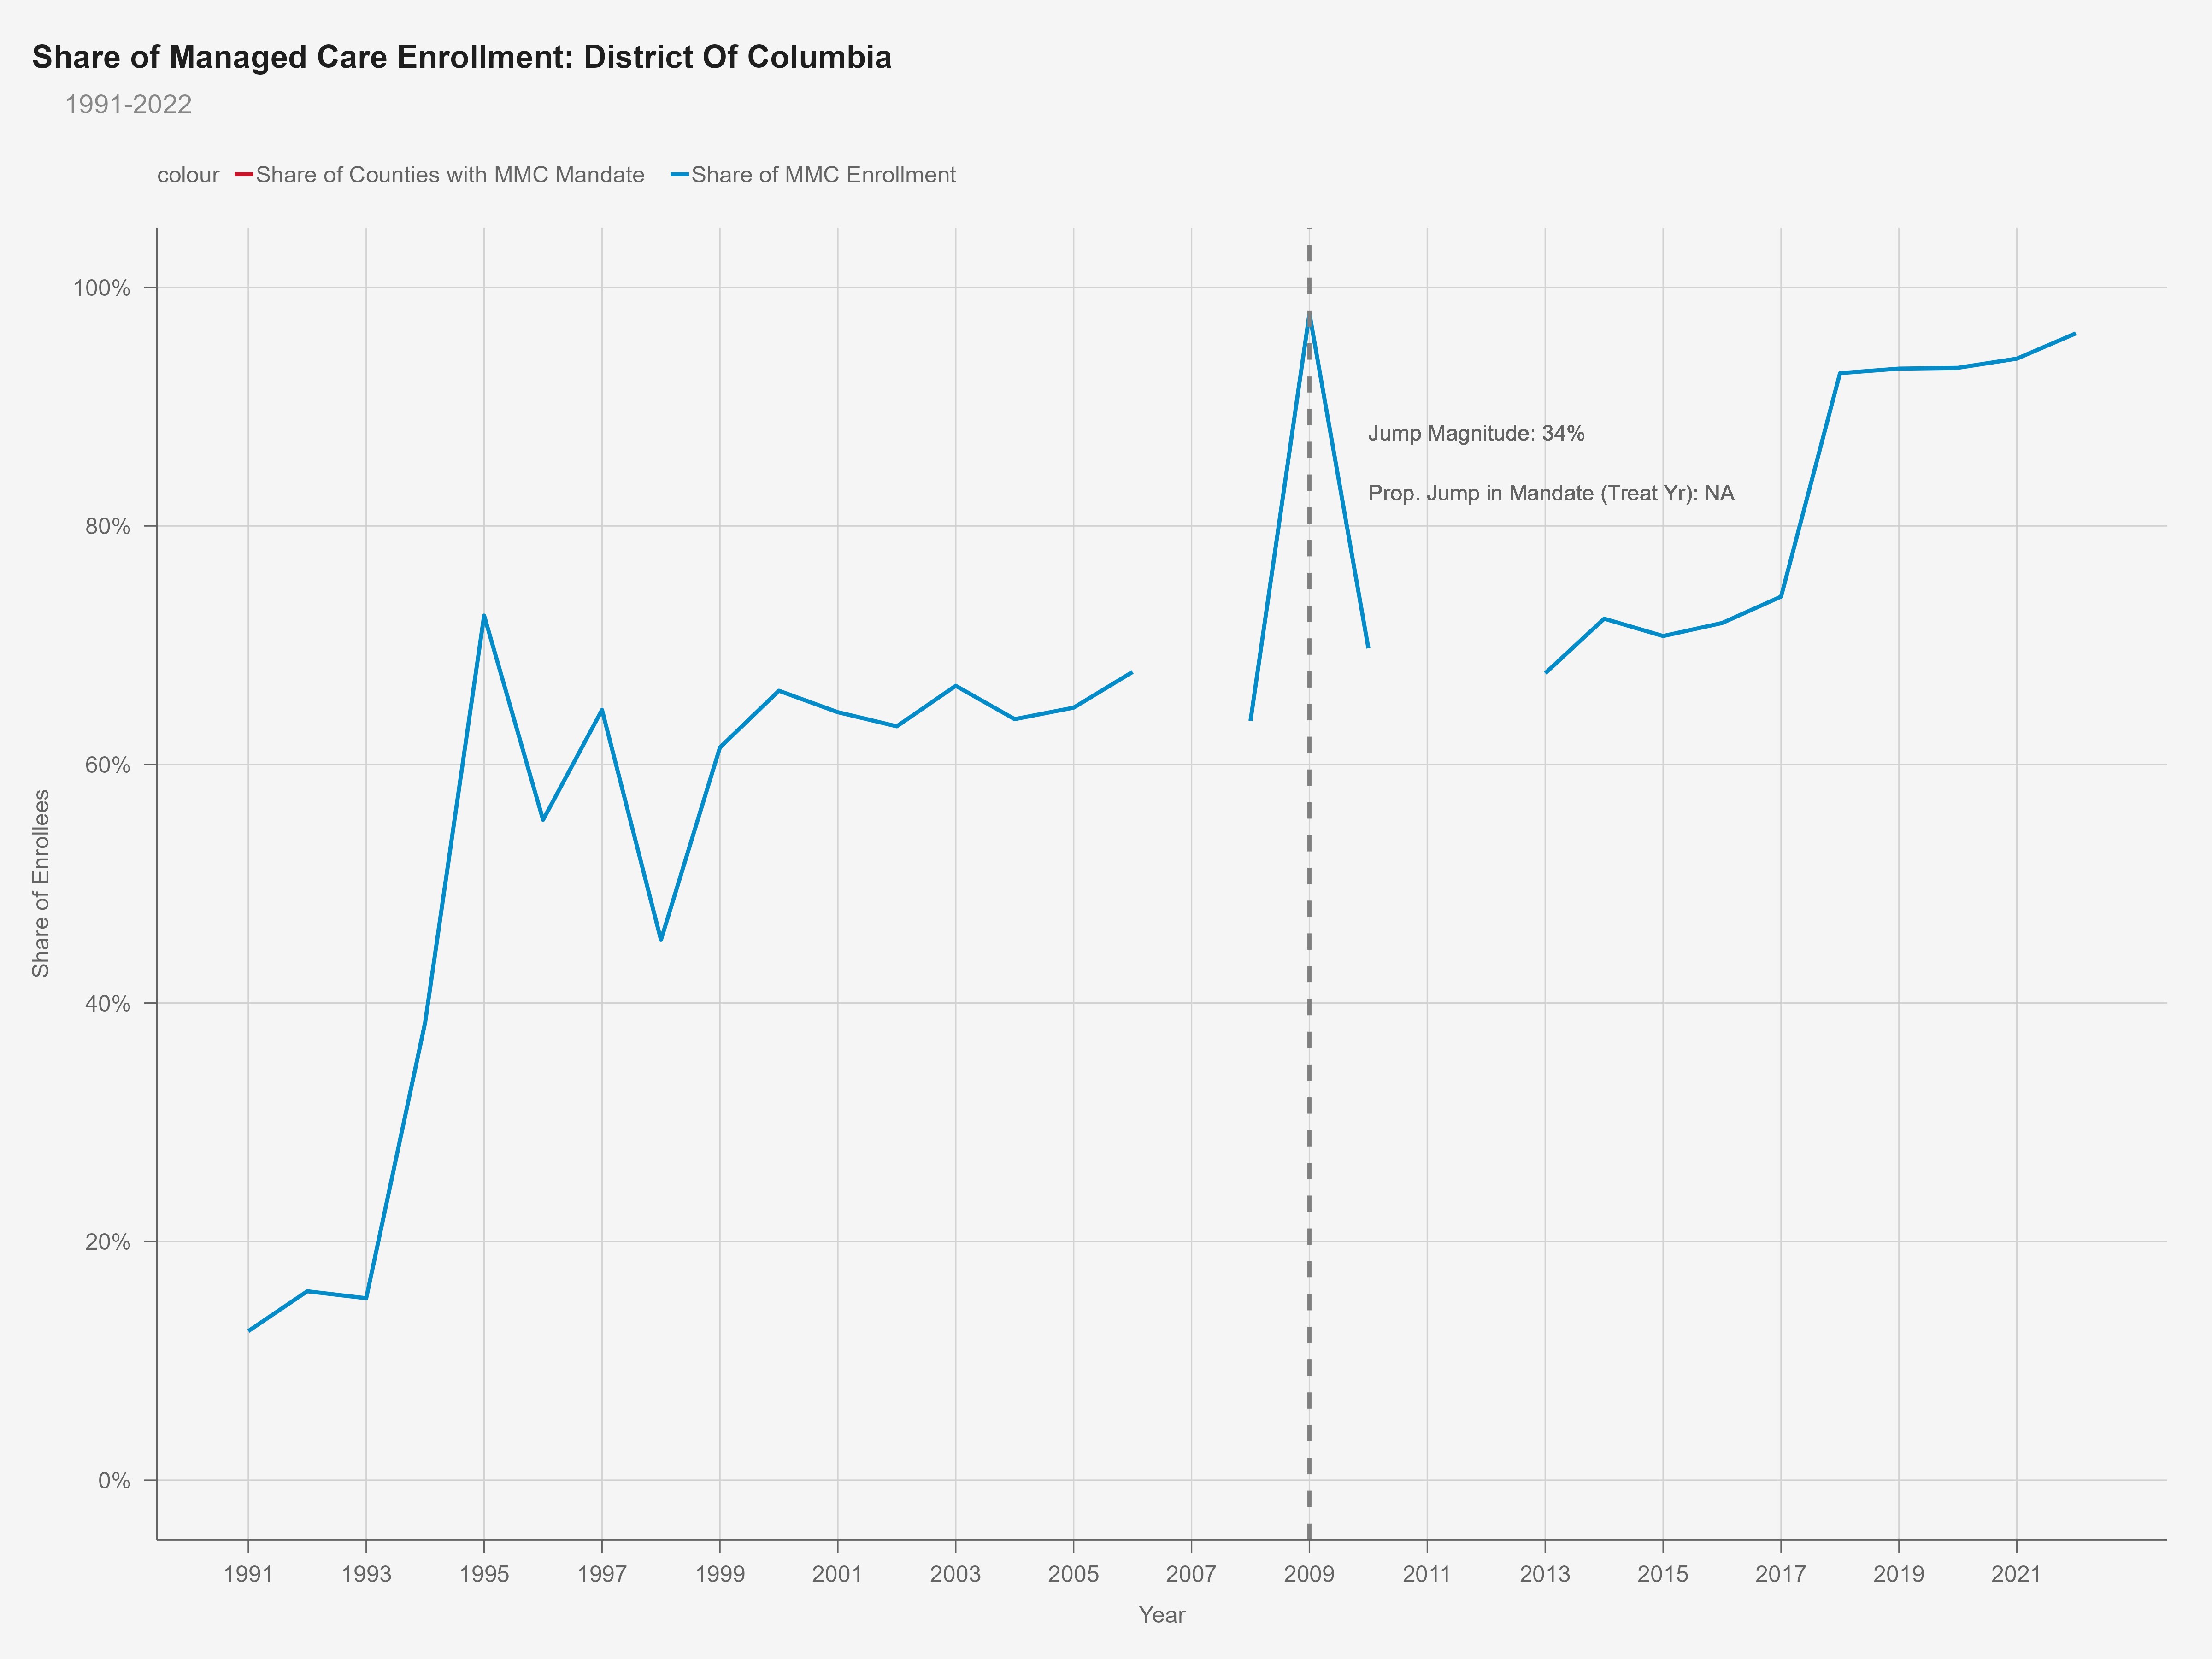 Share of Managed Care Enrollment: District Of Columbia
1991-2022
colour Share of Counties with MMC Mandate Share of MMC Enrollment
100%
80%
60%
40%
20%
0%
Share of Enrollees
Jump Magnitude: 34%
Prop. Jump in Mandate (Treat Yr): NA
1991 1993 1995 1997 1999 2001 2003 2005 2007 2009 2011 2013 2015 2017 2019 2021
Year